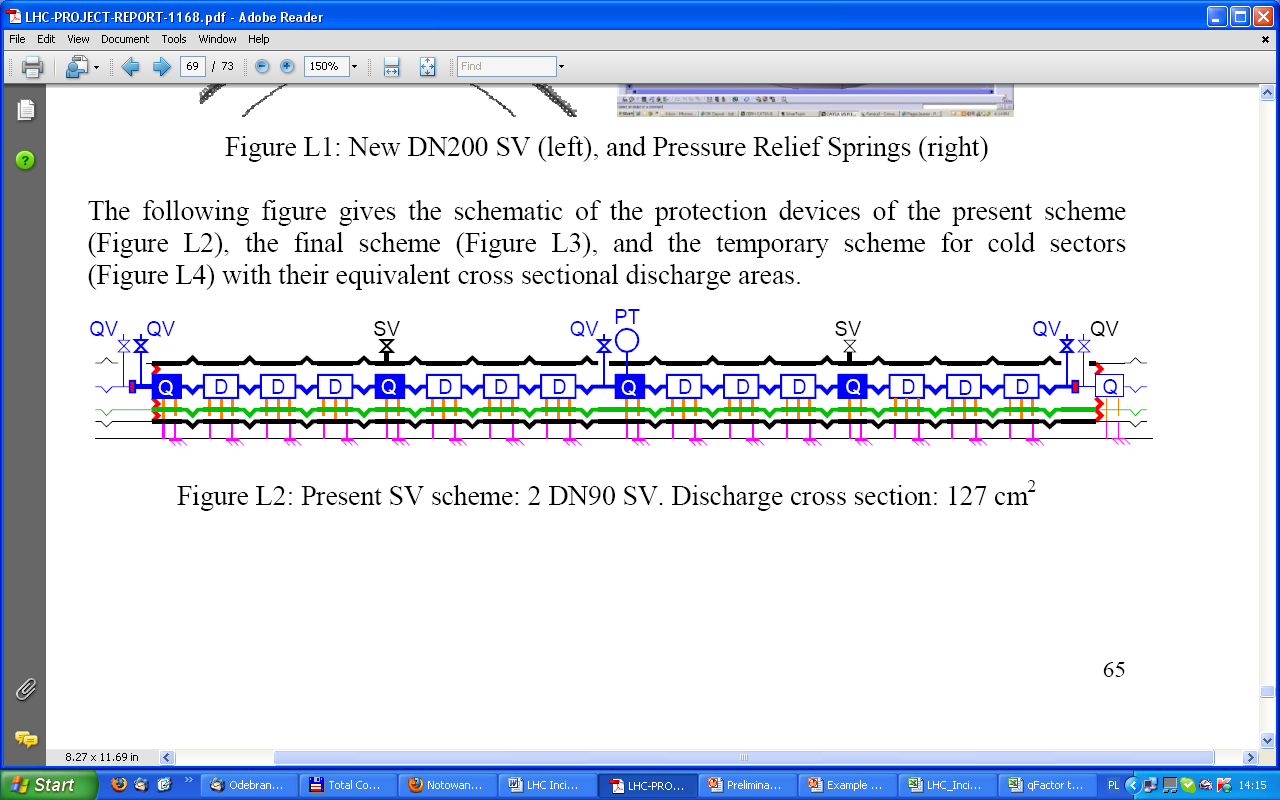 LHC-PROJECT-REPORT-1168.pdf - Adobe Reader
File Edit View Document Tools Window Help
69 / 73 150% Find
Figure L1: New DN200 SV (left), and Pressure Relief Springs (right)
The following figure gives the schematic of the protection devices of the present scheme
(Figure L2), the final scheme (Figure L3), and the temporary scheme for cold sectors
(Figure L4) with their equivalent cross sectional discharge areas.
QV QV SV QV PT SV QV QV
Q D D D Q D D D Q D D D Q D D D Q
Figure L2: Present SV scheme: 2 DN90 SV. Discharge cross section: 127 cm²
65
8.27 x 11.69 in
Start Odebran... Total Co... Notowan... LHC Inci... LHC-PRO... Prelimina... Example ... LHC_Inci... qFactor t... PL 14:15